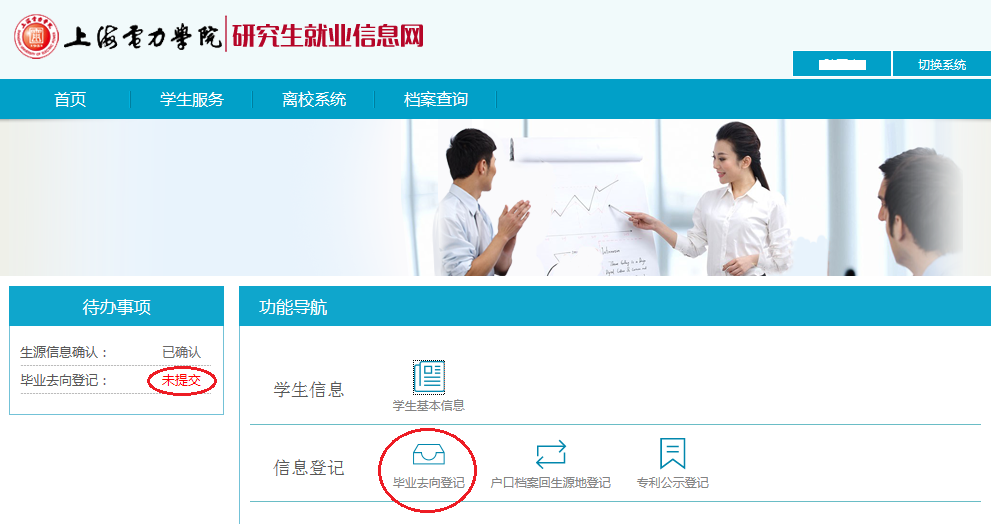 上海電力學院 研究生就业信息网
切换系统
首页 学生服务 离校系统 档案查询
待办事项
生源信息确认： 已确认
毕业去向登记： 未提交
功能导航
学生信息
学生基本信息
信息登记
毕业去向登记 户口档案回生源地登记 专利公示登记